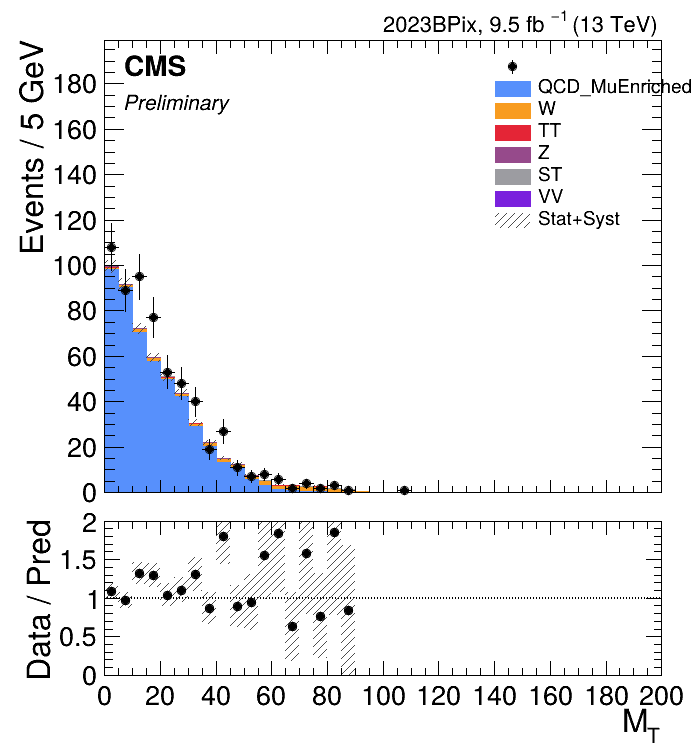 2023BPix, 9.5 fb ⁻¹ (13 TeV)
CMS
Preliminary
QCD_MuEnriched
W
TT
Z
ST
VV
Stat+Syst
Events / 5 GeV
180
160
140
120
100
80
60
40
20
0
Data / Pred
2
1.5
1
0.5
0
0 20 40 60 80 100 120 140 160 180 200
M_T